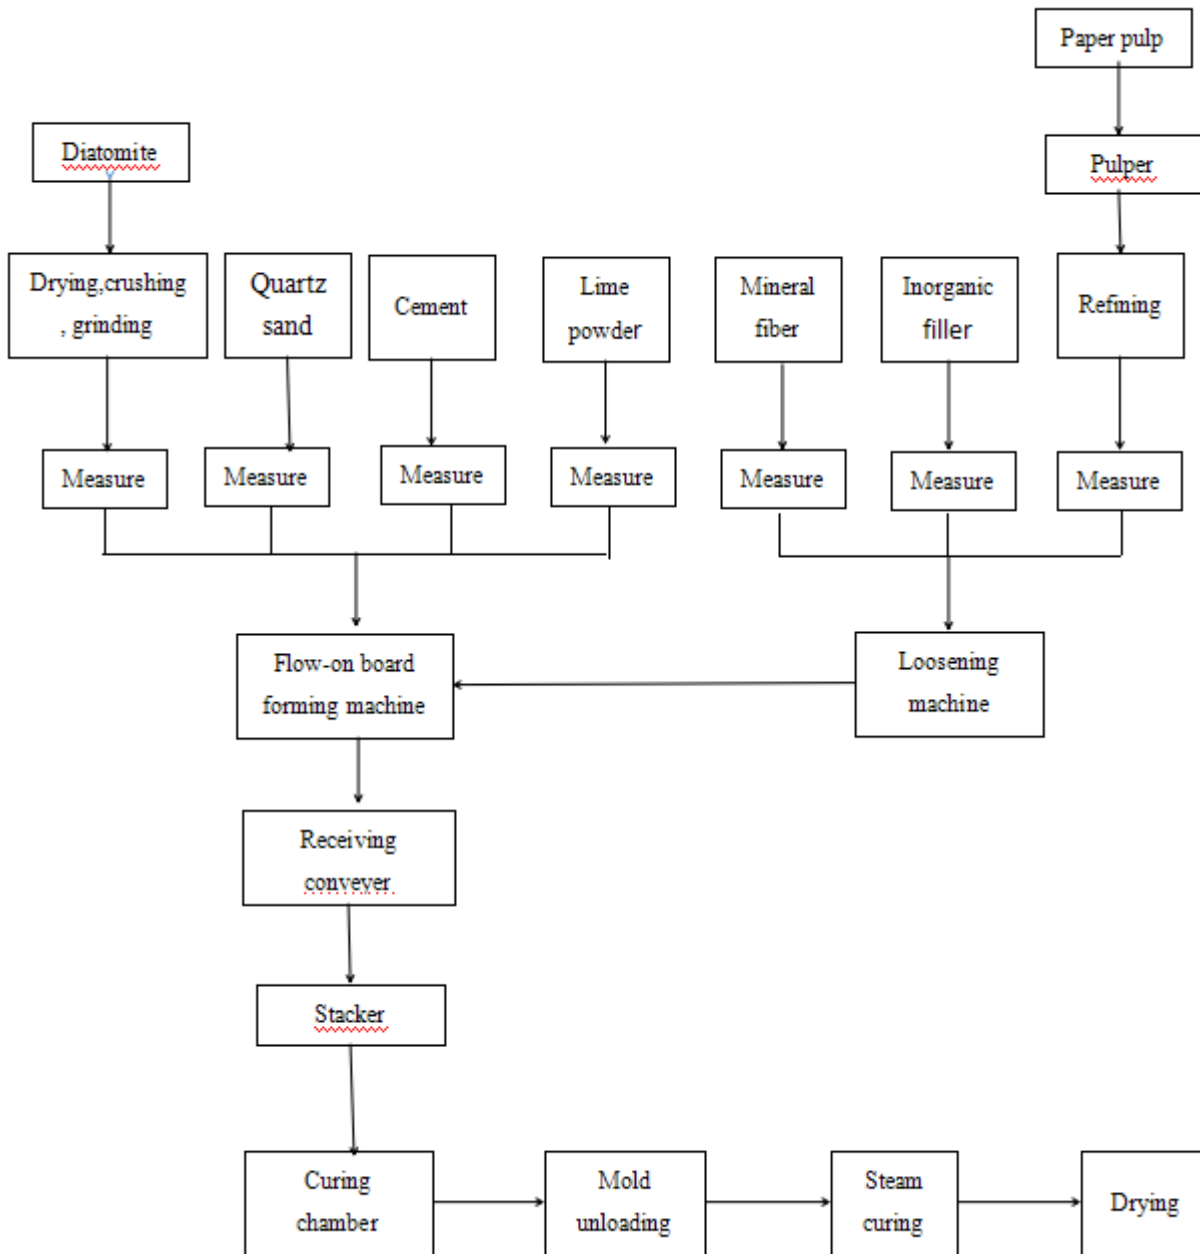 Paper pulp
Diatomite
Pulper
Drying,crushing
, grinding
Quartz
sand
Cement
Lime
powder
Mineral
fiber
Inorganic
filler
Refining
Measure
Measure
Measure
Measure
Measure
Measure
Measure
Flow-on board
forming machine
Loosening
machine
Receiving
conveyer
Stacker
Curing
chamber
Mold
unloading
Steam
curing
Drying